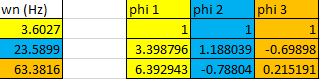 wn (Hz) phi 1 phi 2 phi 3
3.6027 1 1 1
23.5899 3.398796 1.188039 -0.69898
63.3816 6.392943 -0.78804 0.215191